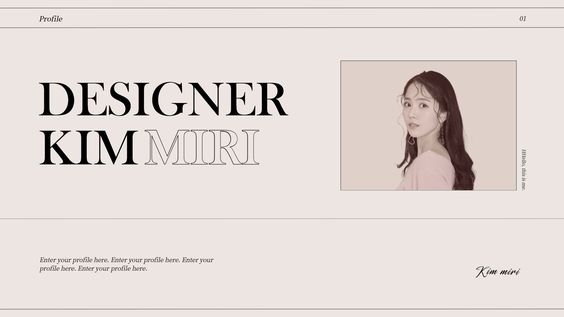 Profile
01
DESIGNER
KIM MIRI
Hihello, this is me.
Enter your profile here. Enter your profile here. Enter your
profile here. Enter your profile here.
Kim miri